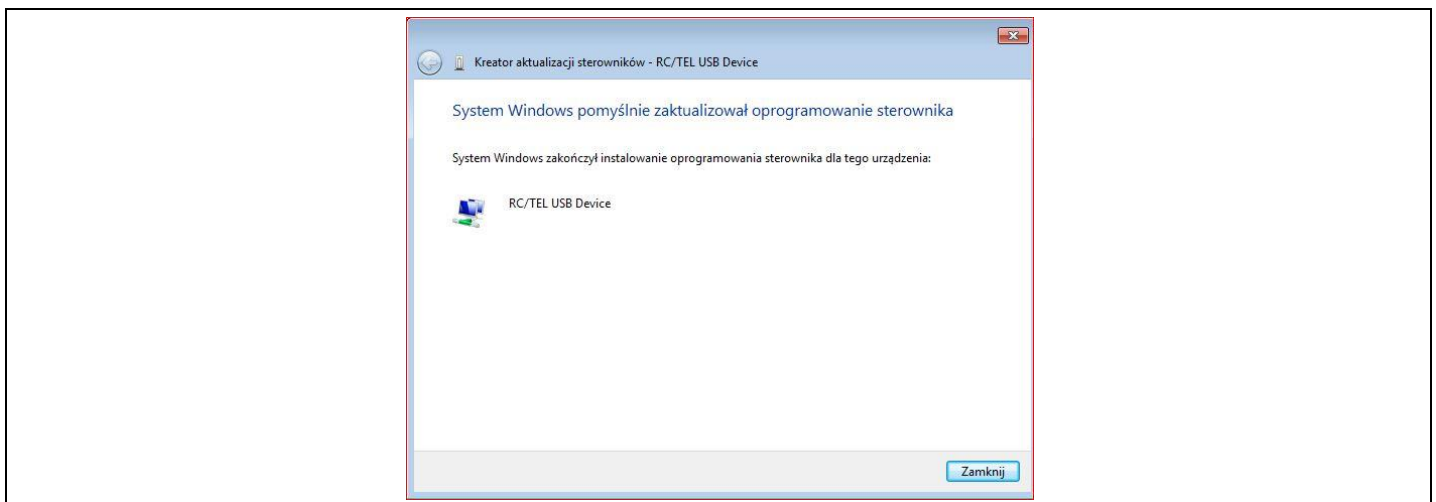 Kreator aktualizacji sterowników - RC/TEL USB Device
System Windows pomyślnie zaktualizował oprogramowanie sterownika
System Windows zakończył instalowanie oprogramowania sterownika dla tego urządzenia:
RC/TEL USB Device
Zamknij